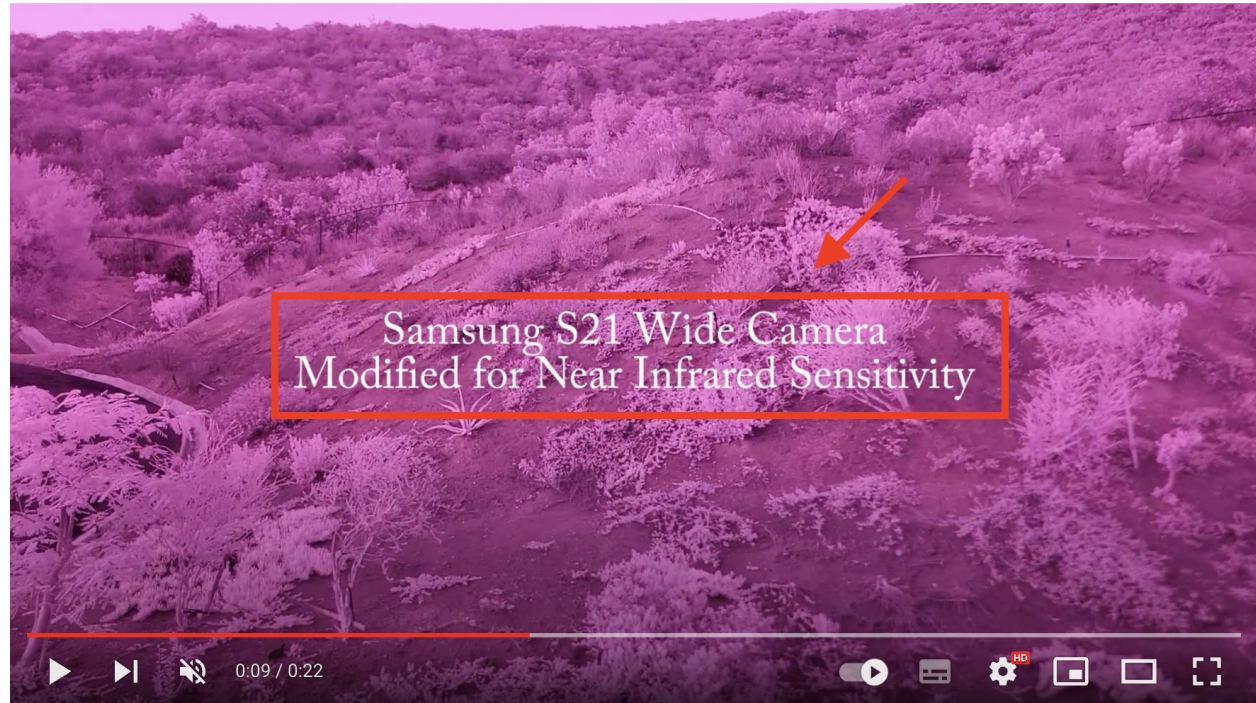 Samsung S21 Wide Camera
Modified for Near Infrared Sensitivity
0:09 / 0:22
HD